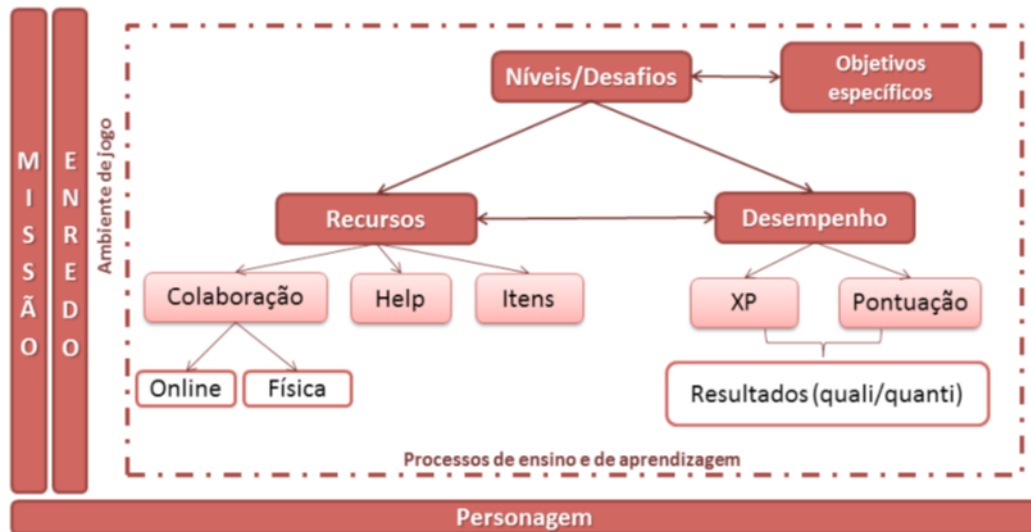 MISSÃO
ENREDO
Ambiente de jogo
Níveis/Desafios
Objetivos
específicos
Recursos
Desempenho
Colaboração
Help
Itens
XP
Pontuação
Online
Física
Resultados (quali/quanti)
Processos de ensino e de aprendizagem
Personagem